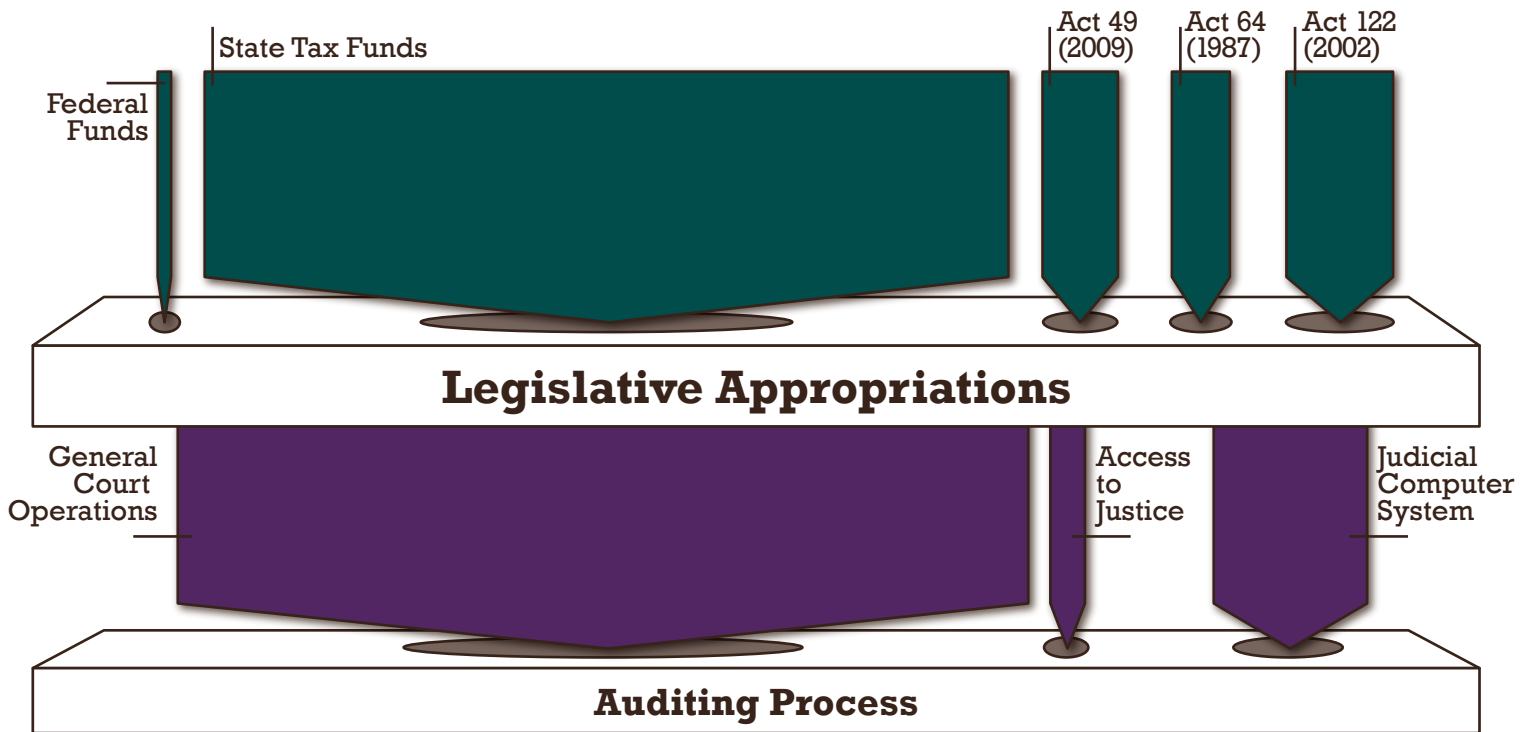 State Tax Funds
Act 49
(2009)
Act 64
(1987)
Act 122
(2002)
Federal
Funds
Legislative Appropriations
General
Court
Operations
Access
to
Justice
Judicial
Computer
System
Auditing Process